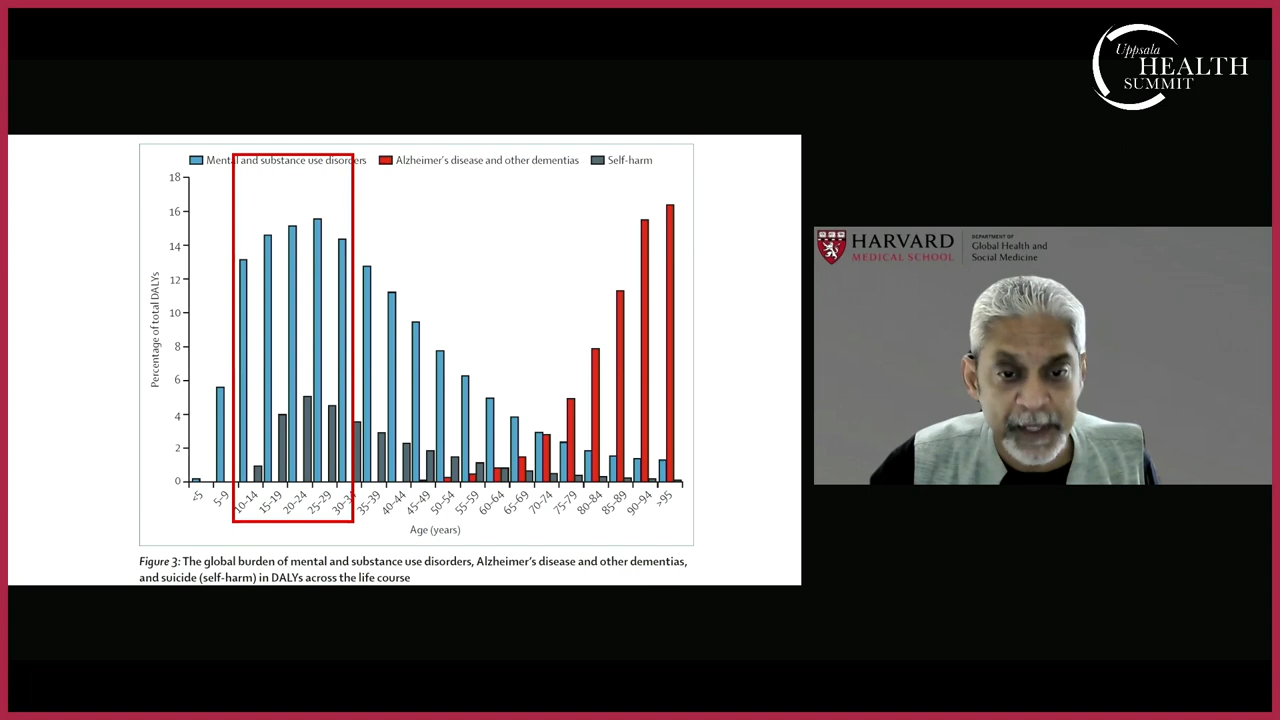 Uppsala
HEALTH
SUMMIT
Mental and substance use disorders
Alzheimer's disease and other dementias
Self-harm
Percentage of total DALYs
18
16
14
12
10
8
6
4
2
0
<5
5–9
10–14
15–19
20–24
25–29
30–34
35–39
40–44
45–49
50–54
55–59
60–64
65–69
70–74
75–79
80–84
85–89
90–94
>95
Age (years)
Figure 3: The global burden of mental and substance use disorders, Alzheimer's disease and other dementias,
and suicide (self-harm) in DALYs across the life course
HARVARD
MEDICAL SCHOOL
DEPARTMENT OF
Global Health and
Social Medicine